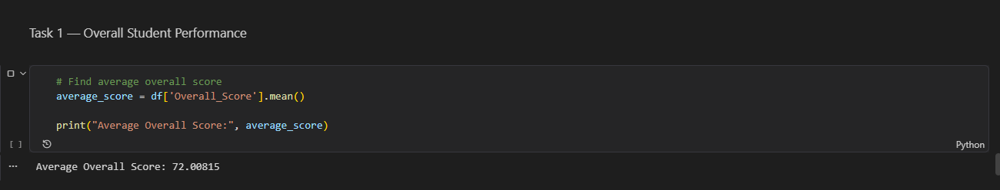 Task 1 — Overall Student Performance
# Find average overall score
average_score = df['Overall_Score'].mean()
print("Average Overall Score:", average_score)
[ ]
Python
... Average Overall Score: 72.00815